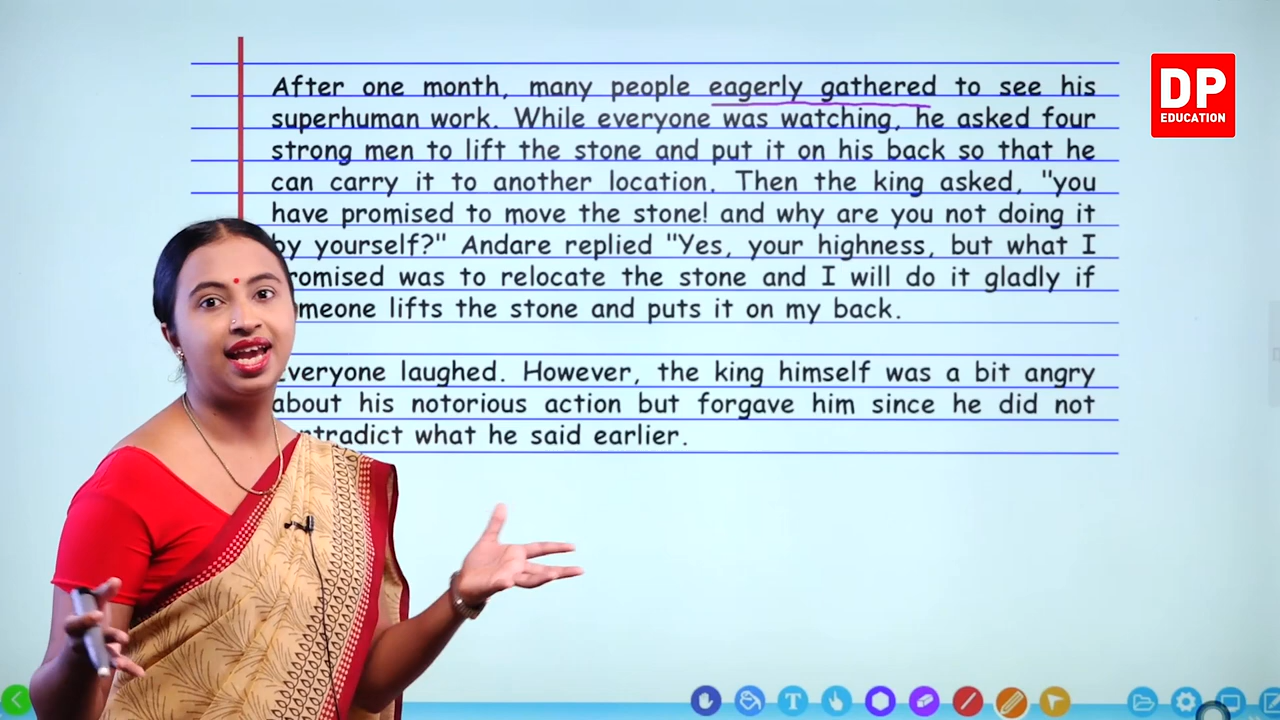 After one month, many people eagerly gathered to see his
superhuman work. While everyone was watching, he asked four
strong men to lift the stone and put it on his back so that he
can carry it to another location. Then the king asked, "you
have promised to move the stone! and why are you not doing it
by yourself?" Andare replied "Yes, your highness, but what I
promised was to relocate the stone and I will do it gladly if
someone lifts the stone and puts it on my back.
Everyone laughed. However, the king himself was a bit angry
about his notorious action but forgave him since he did not
contradict what he said earlier.
DP
EDUCATION